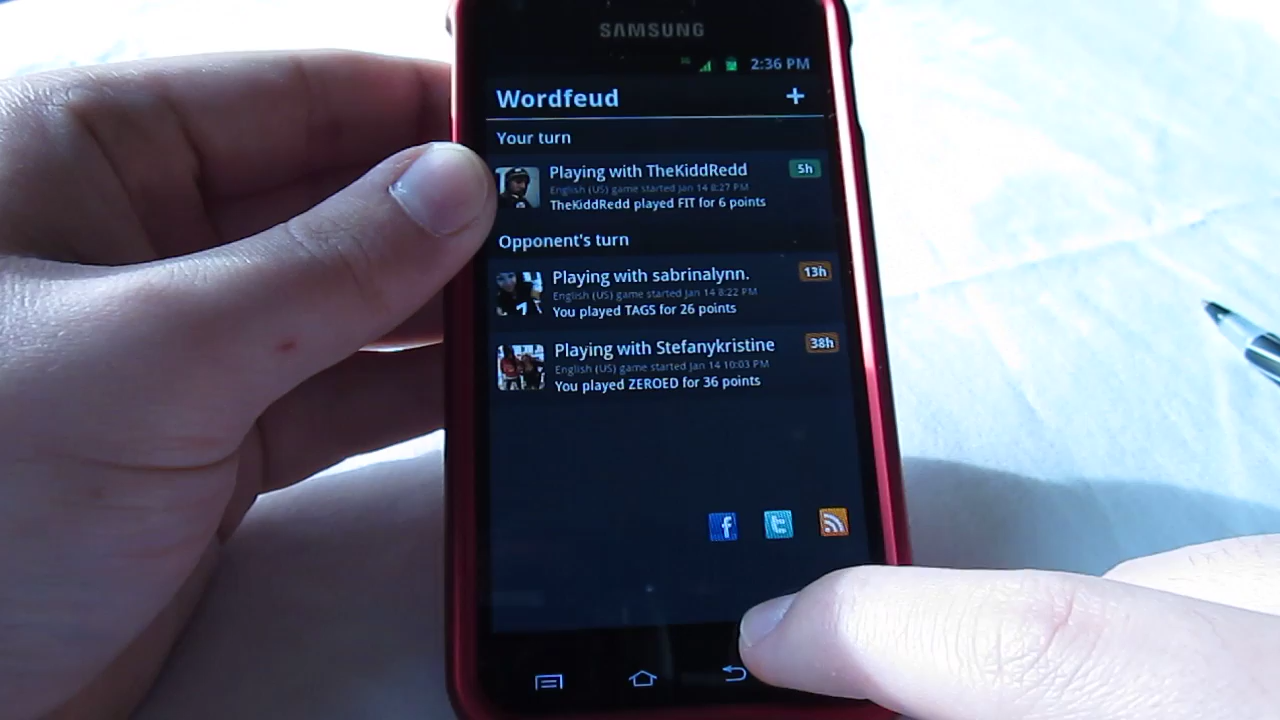 SAMSUNG
2:36 PM
Wordfeud +
Your turn
Playing with TheKiddRedd 5h
English (US) game started Jan 14 8:27 PM
TheKiddRedd played FIT for 6 points
Opponent's turn
Playing with sabrinalynn. 13h
English (US) game started Jan 14 8:22 PM
You played TAGS for 26 points
Playing with Stefanykristine 38h
English (US) game started Jan 14 10:03 PM
You played ZEROED for 36 points
f t